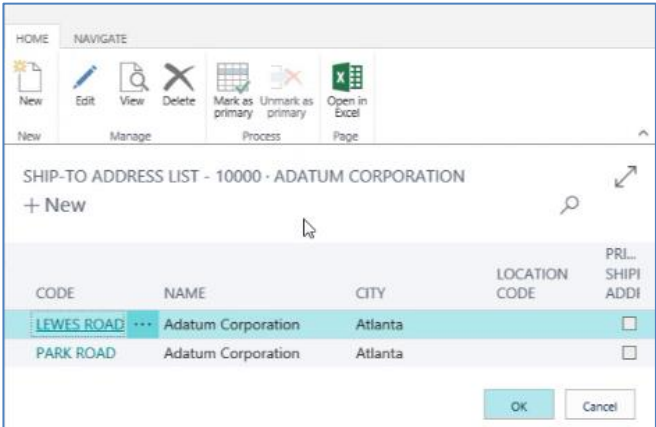 HOME NAVIGATE
New Edit View Delete Mark as primary Unmark as primary Open in Excel
New Manage Process Page
SHIP-TO ADDRESS LIST - 10000 · ADATUM CORPORATION
+ New
CODE NAME CITY LOCATION CODE PRI... SHIPI ADDI
LEWES ROAD ··· Adatum Corporation Atlanta
PARK ROAD Adatum Corporation Atlanta
OK Cancel